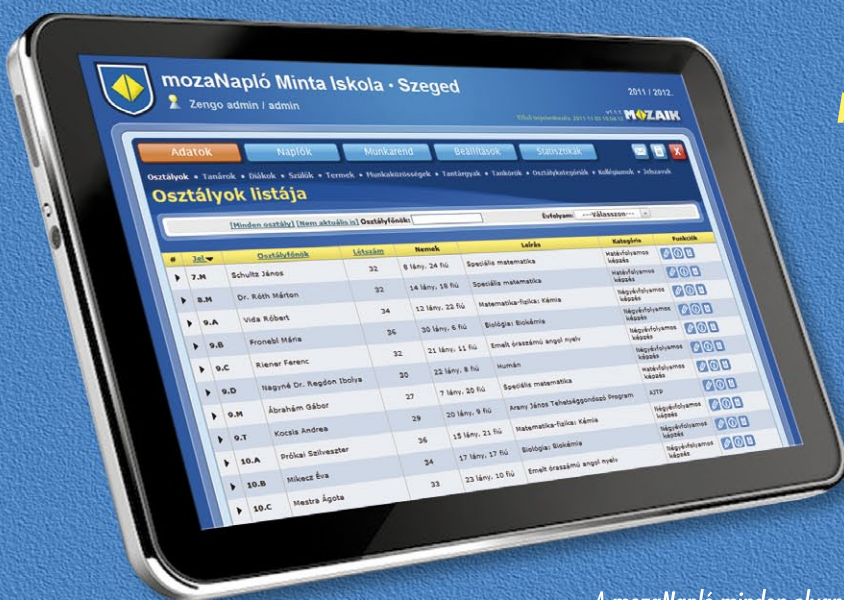 mozaNapló Minta Iskola · Szeged
2011 / 2012.
Zengo admin / admin
v1.1.1 MOZAIK
Adatok Naplók Munkarend Beállítások Statisztikák X
Osztályok • Tanárok • Diákok • Szülők • Termek • Munkaközösségek • Tantárgyak • Tankörök • Osztálykategóriák • Kollégiumok • Jelszavak
Osztályok listája
[Minden osztály] [Nem aktuális is] Osztályfőnök: Évfolyam: ---Válasszon---
# Jel Osztályfőnök Létszám Nemek Leírás Kategória Funkciók
7.M Schultz János 32 8 lány, 24 fiú Speciális matematika Hatévfolyamos képzés
8.M Dr. Róth Márton 32 14 lány, 18 fiú Speciális matematika Hatévfolyamos képzés
9.A Vida Róbert 34 12 lány, 22 fiú Matematika-fizika; Kémia Négyévfolyamos képzés
9.B Fronebl Mária 36 30 lány, 6 fiú Biológia; Biokémia Négyévfolyamos képzés
9.C Riener Ferenc 32 21 lány, 11 fiú Emelt óraszámú angol nyelv Négyévfolyamos képzés
9.D Nagyné Dr. Regdon Ibolya 30 22 lány, 8 fiú Humán Négyévfolyamos képzés
9.M Ábrahám Gábor 27 7 lány, 20 fiú Speciális matematika Hatévfolyamos képzés
9.T Kocsis Andrea 29 20 lány, 9 fiú Arany János Tehetséggondozó Program AJTP
10.A Prókai Szilveszter 36 15 lány, 21 fiú Matematika-fizika; Kémia Négyévfolyamos képzés
10.B Mikecz Éva 34 17 lány, 17 fiú Biológia; Biokémia Négyévfolyamos képzés
10.C Mestra Ágota 33 23 lány, 10 fiú Emelt óraszámú angol nyelv Négyévfolyamos képzés
A mozaNapló minden